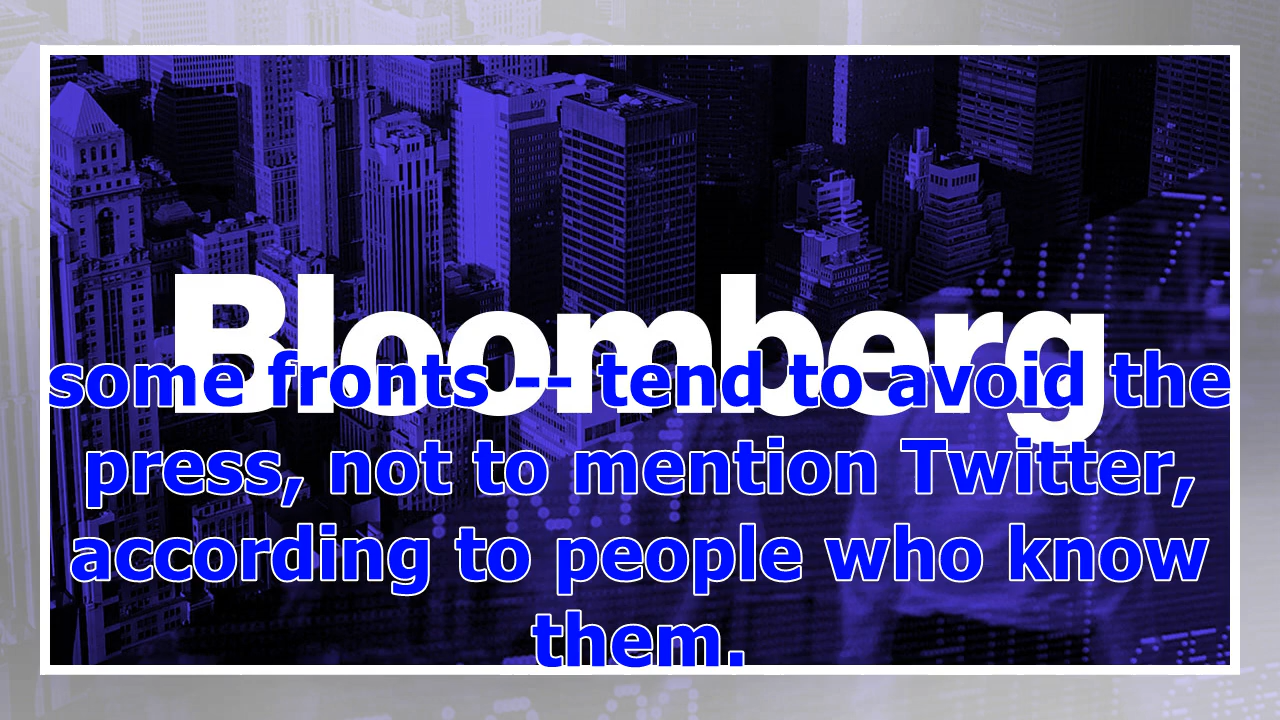 Bloomberg
some fronts -- tend to avoid the
press, not to mention Twitter,
according to people who know
them.